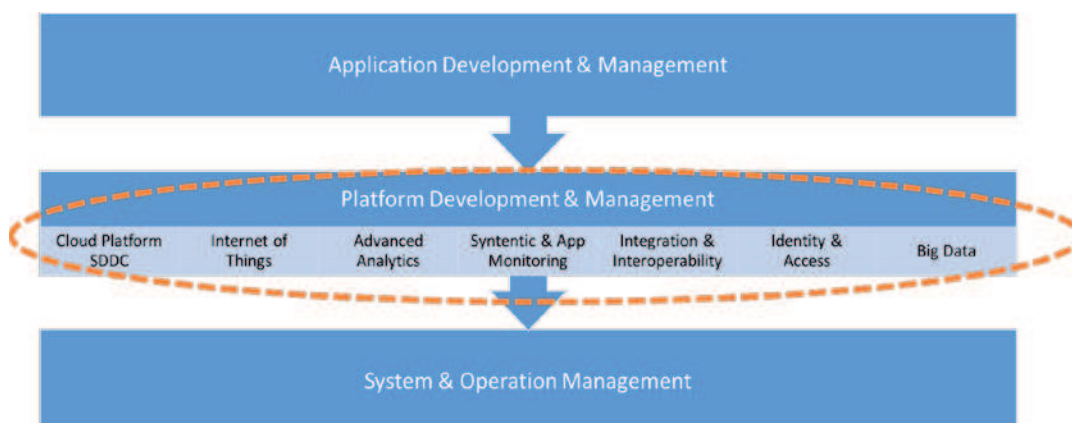 Application Development & Management
Platform Development & Management
Cloud Platform
SDDC
Internet of
Things
Advanced
Analytics
Syntentic & App
Monitoring
Integration &
Interoperability
Identity &
Access
Big Data
System & Operation Management